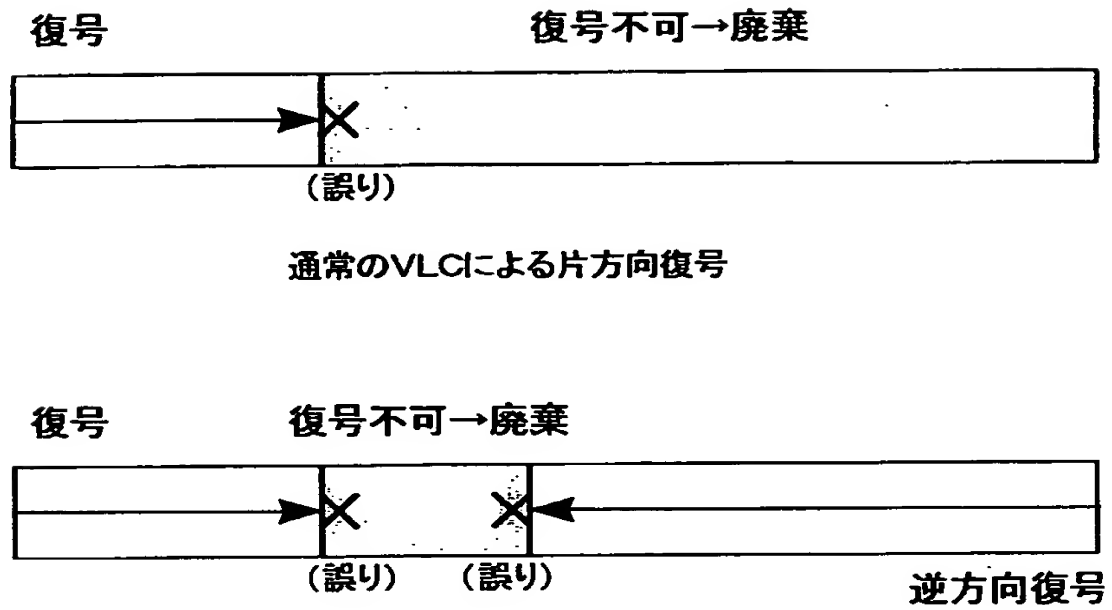 復号 復号不可→廃棄
(誤り)
通常のVLCによる片方向復号
復号 復号不可→廃棄
(誤り) (誤り)
逆方向復号